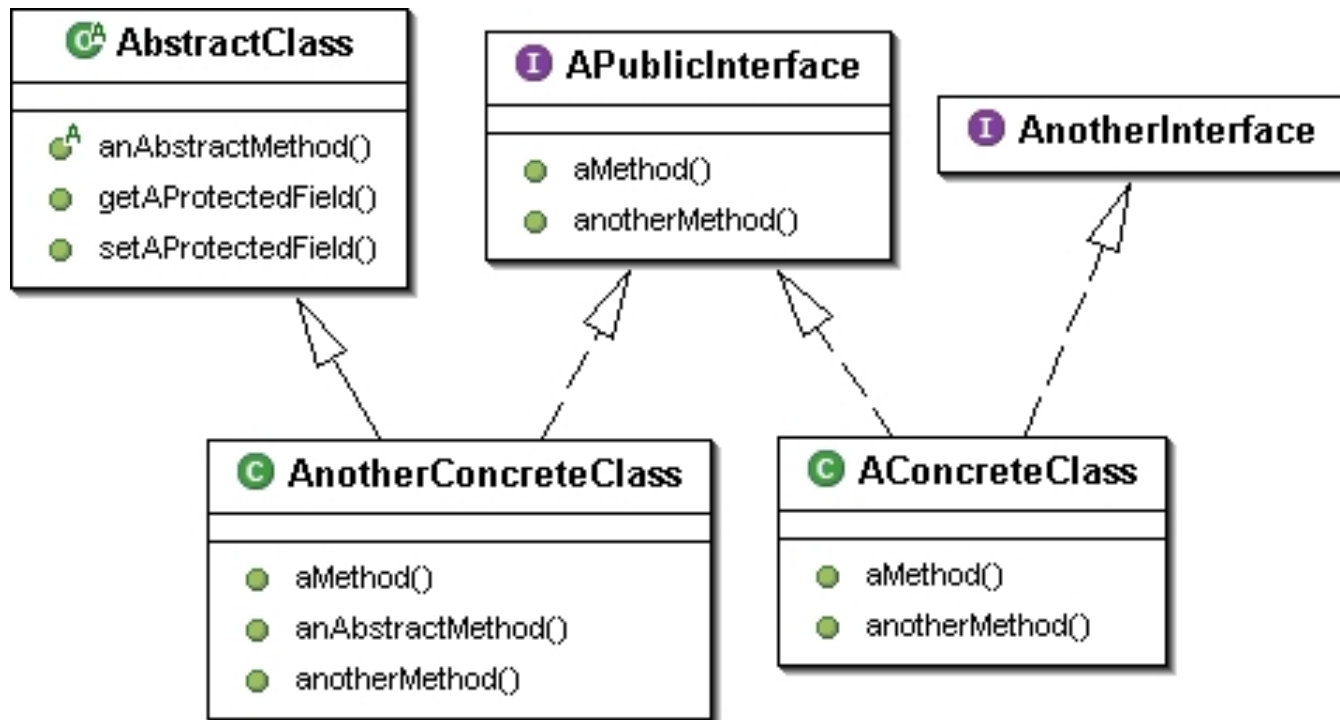 AbstractClass
anAbstractMethod()
getAProtectedField()
setAProtectedField()
APublicInterface
aMethod()
anotherMethod()
AnotherInterface
AnotherConcreteClass
aMethod()
anAbstractMethod()
anotherMethod()
AConcreteClass
aMethod()
anotherMethod()